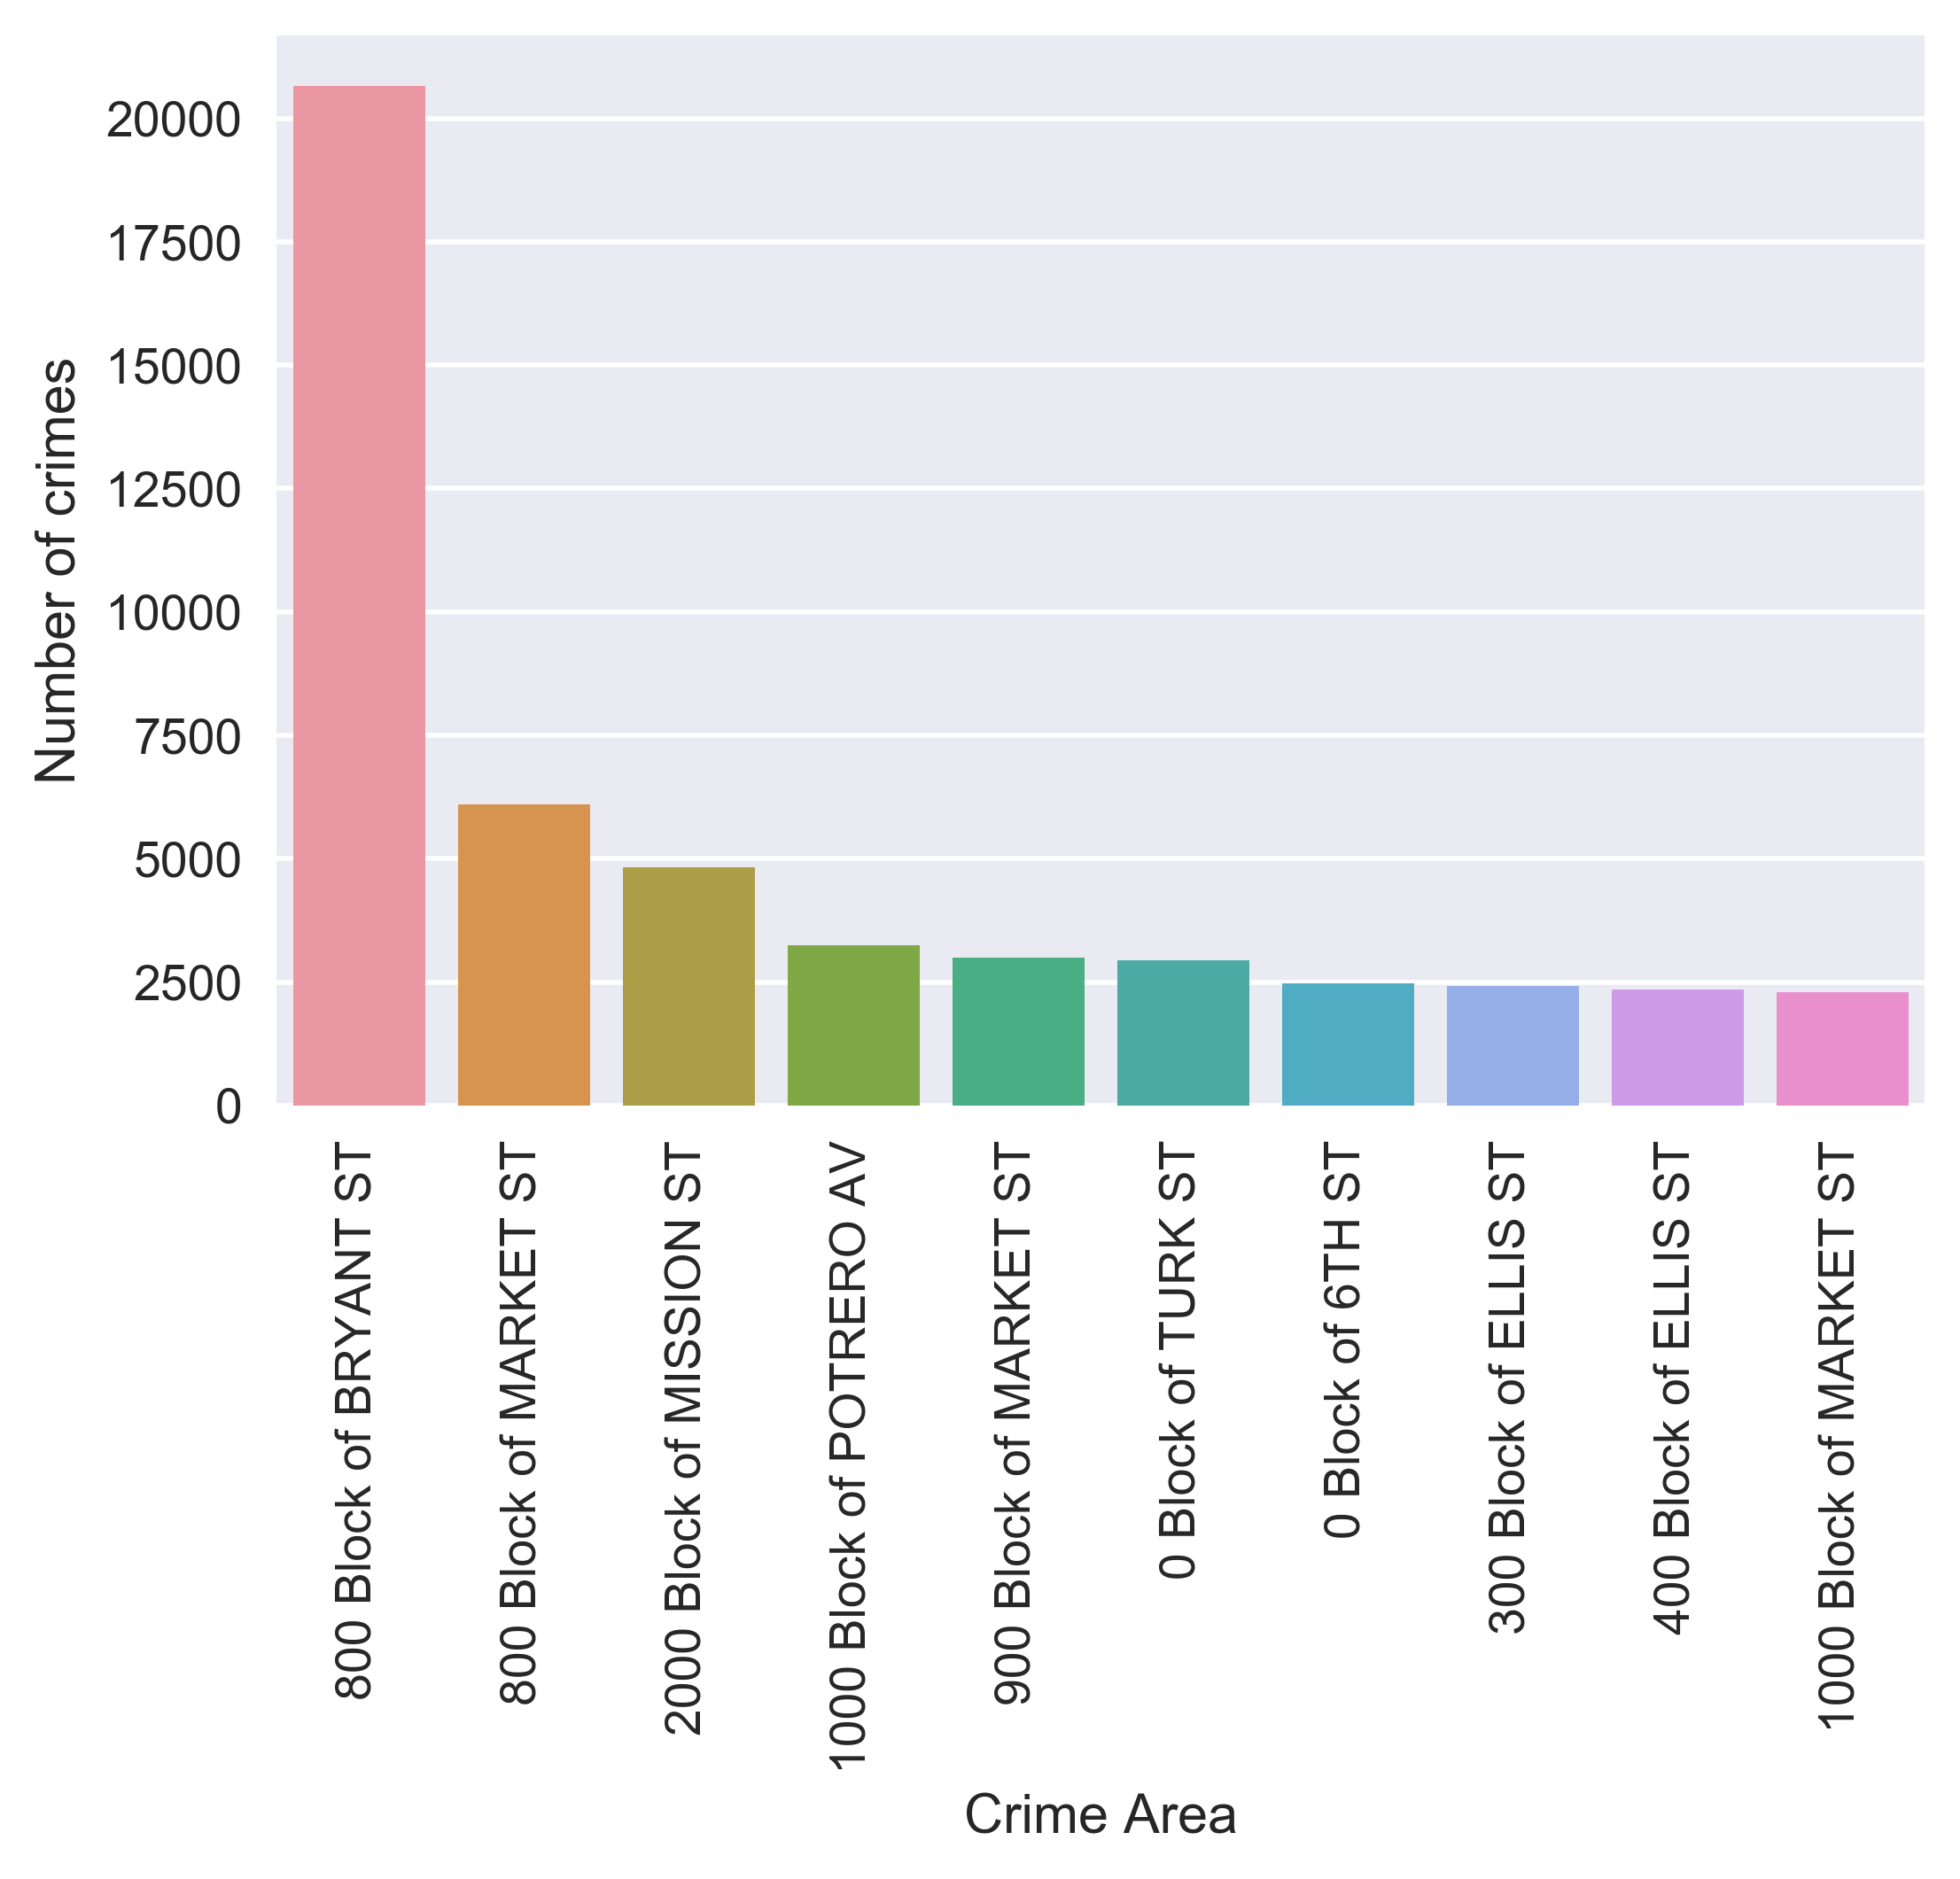 Number of crimes
20000
17500
15000
12500
10000
7500
5000
2500
0
800 Block of BRYANT ST
800 Block of MARKET ST
2000 Block of MISSION ST
1000 Block of POTRERO AV
900 Block of MARKET ST
0 Block of TURK ST
0 Block of 6TH ST
300 Block of ELLIS ST
400 Block of ELLIS ST
1000 Block of MARKET ST
Crime Area